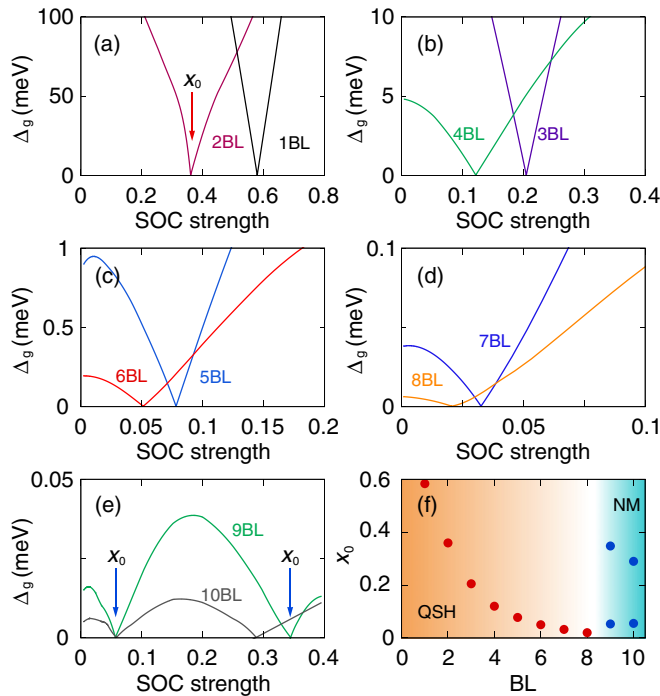 100
50
0
Δg (meV)
(a)
x0
2BL
1BL
0 0.2 0.4 0.6 0.8
SOC strength
10
5
0
Δg (meV)
(b)
4BL
3BL
0 0.1 0.2 0.3 0.4
SOC strength
1
0.5
0
Δg (meV)
(c)
6BL
5BL
0 0.05 0.1 0.15 0.2
SOC strength
0.1
0.05
0
Δg (meV)
(d)
7BL
8BL
0 0.05 0.1
SOC strength
0.05
0
Δg (meV)
(e)
9BL
x0
x0
10BL
0 0.1 0.2 0.3 0.4
SOC strength
0.6
0.4
0.2
0
x0
(f)
NM
QSH
0 2 4 6 8 10
BL